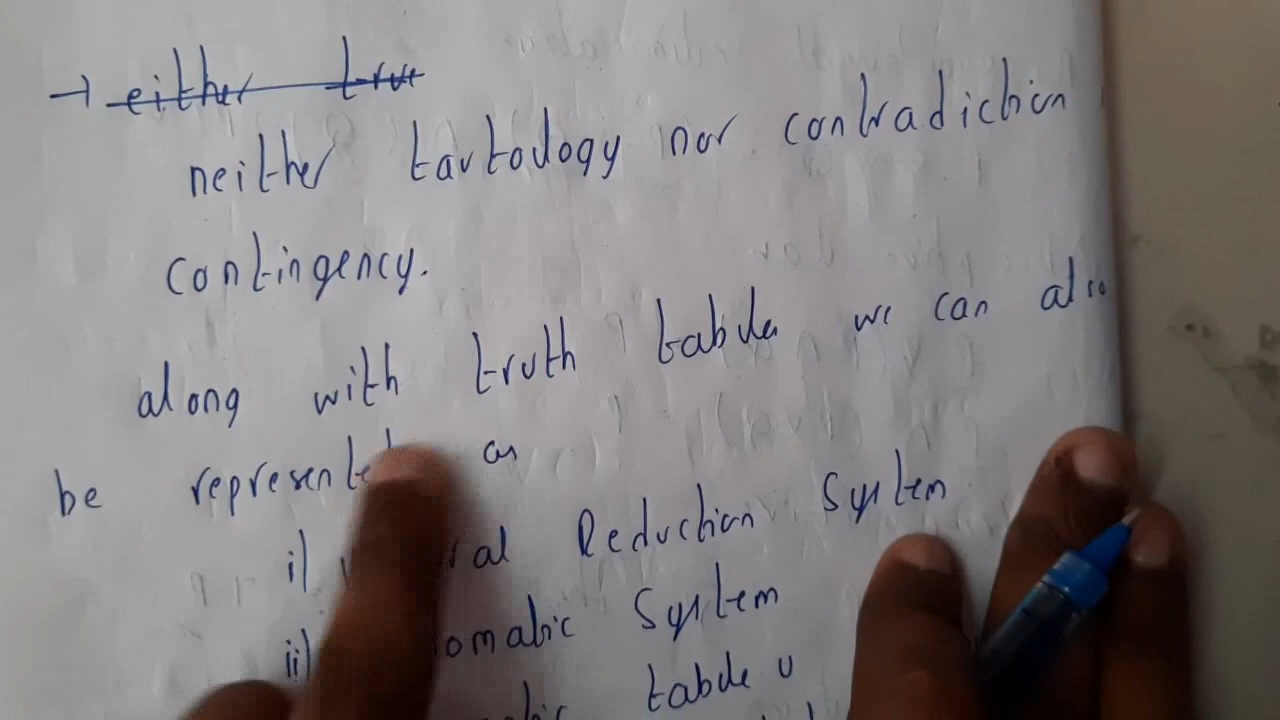 → either true
neither tautology nor contradiction
contingency.
along with truth table we can also
be represented as
i) Reduction System
ii) System
table